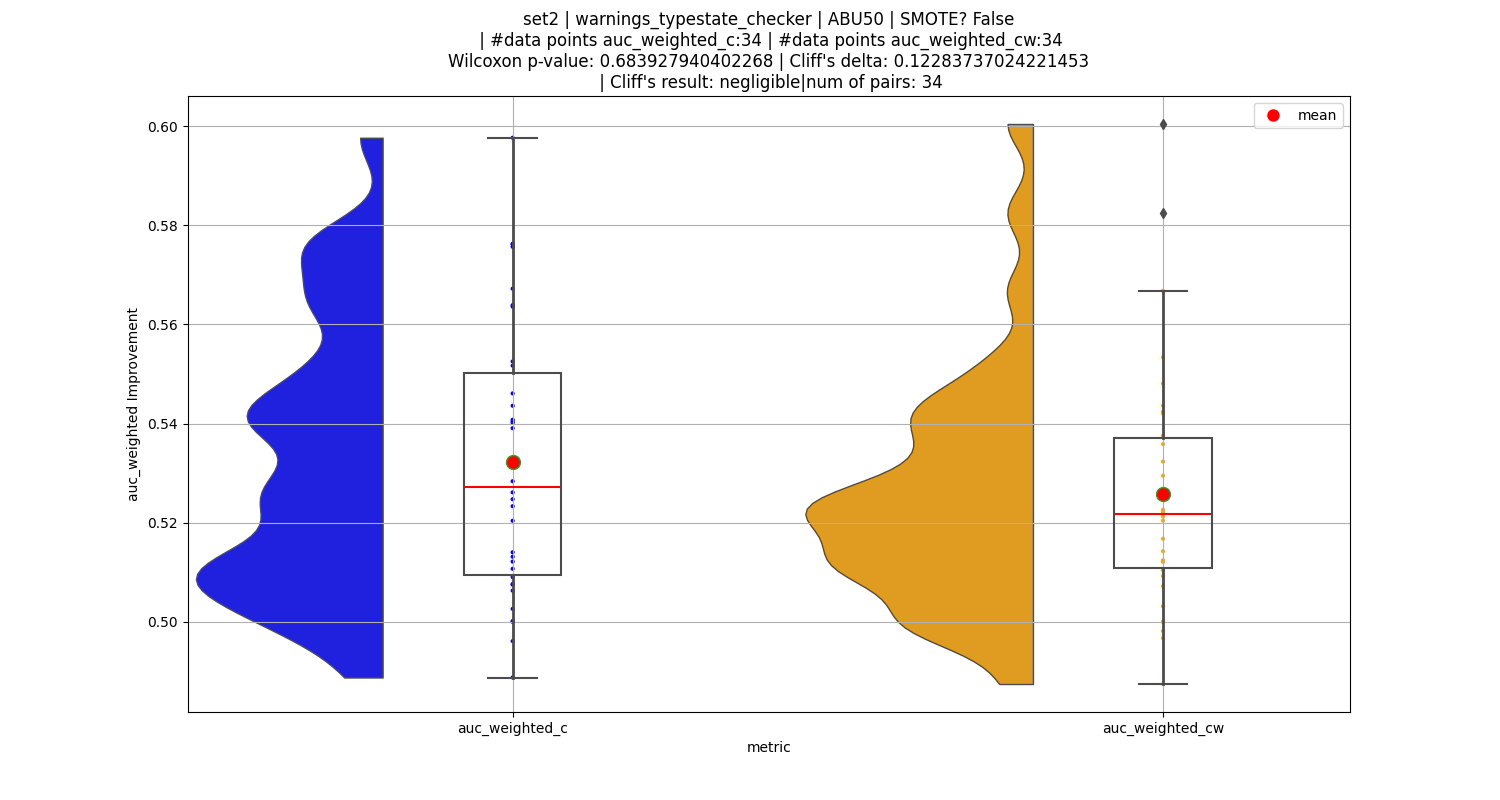 set2 | warnings_typestate_checker | ABU50 | SMOTE? False
| #data points auc_weighted_c:34 | #data points auc_weighted_cw:34
Wilcoxon p-value: 0.683927940402268 | Cliff's delta: 0.12283737024221453
| Cliff's result: negligible|num of pairs: 34
mean
0.60
0.58
0.56
0.54
0.52
0.50
auc_weighted Improvement
auc_weighted_c
auc_weighted_cw
metric